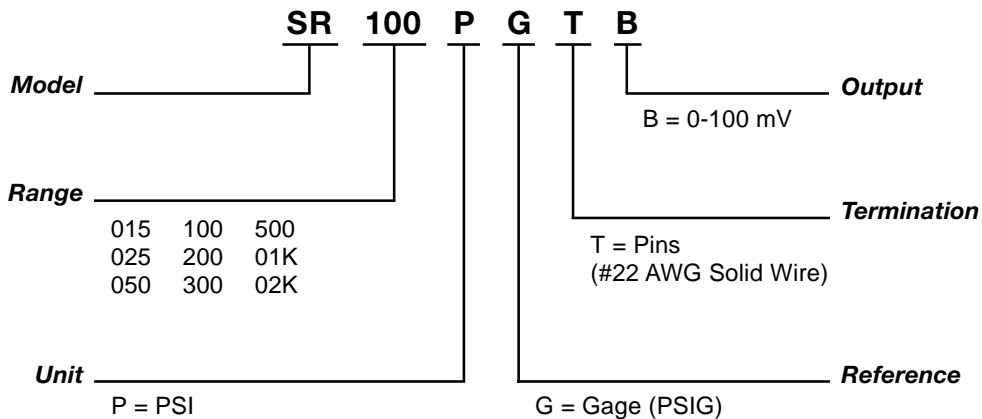 SR 100 P G T B
Model
Output
B = 0-100 mV
Range
Termination
015 100 500
025 200 01K
050 300 02K
T = Pins
(#22 AWG Solid Wire)
Unit
Reference
P = PSI
G = Gage (PSIG)